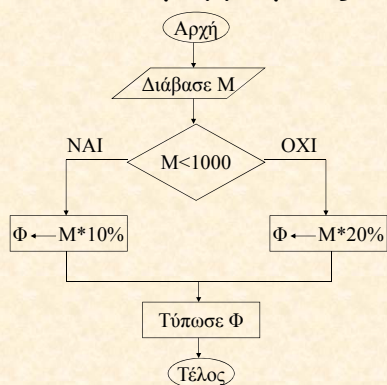 Αρχή
Διάβασε Μ
ΝΑΙ
Μ<1000
ΟΧΙ
Φ ← Μ*10%
Φ ← Μ*20%
Τύπωσε Φ
Τέλος